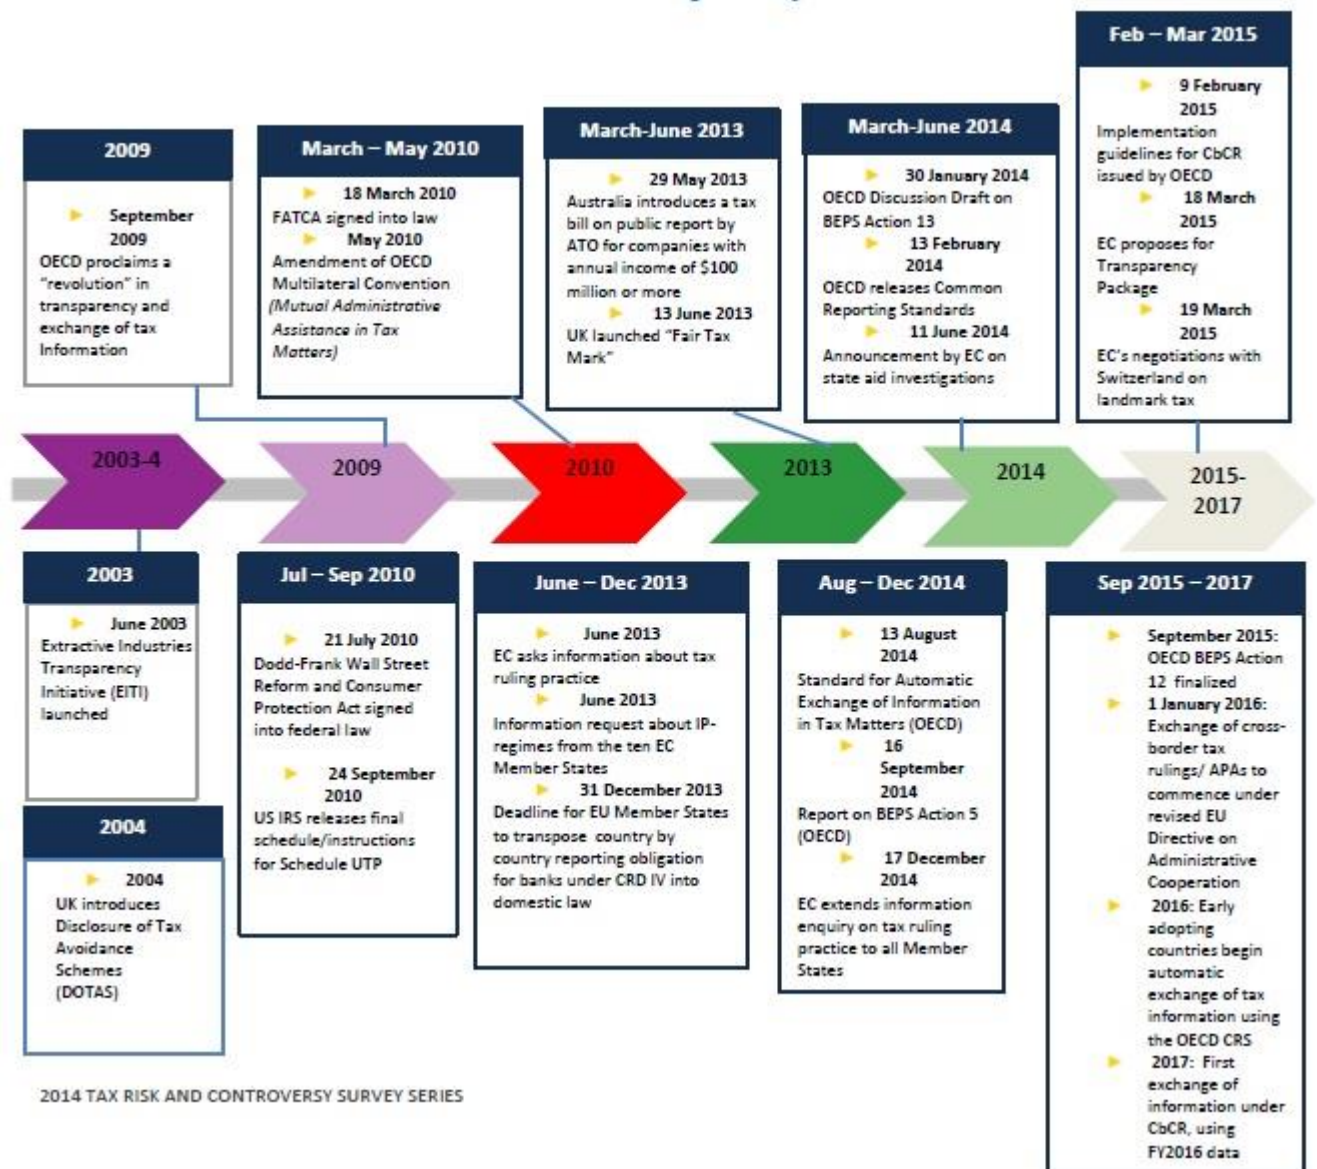 2009
September
2009
OECD proclaims a
“revolution” in
transparency and
exchange of tax
Information
March – May 2010
18 March 2010
FATCA signed into law
May 2010
Amendment of OECD
Multilateral Convention
(Mutual Administrative
Assistance in Tax
Matters)
March-June 2013
29 May 2013
Australia introduces a tax
bill on public report by
ATO for companies with
annual income of $100
million or more
13 June 2013
UK launched “Fair Tax
Mark”
March-June 2014
30 January 2014
OECD Discussion Draft on
BEPS Action 13
13 February
2014
OECD releases Common
Reporting Standards
11 June 2014
Announcement by EC on
state aid investigations
Feb – Mar 2015
9 February
2015
Implementation
guidelines for CbCR
issued by OECD
18 March
2015
EC proposes for
Transparency
Package
19 March
2015
EC’s negotiations with
Switzerland on
landmark tax
2003-4
2009
2010
2013
2014
2015-
2017
2003
June 2003
Extractive Industries
Transparency
Initiative (EITI)
launched
2004
2004
UK introduces
Disclosure of Tax
Avoidance
Schemes
(DOTAS)
Jul – Sep 2010
21 July 2010
Dodd-Frank Wall Street
Reform and Consumer
Protection Act signed
into federal law
24 September
2010
US IRS releases final
schedule/instructions
for Schedule UTP
June – Dec 2013
June 2013
EC asks information about tax
ruling practice
June 2013
Information request about IP-
regimes from the ten EC
Member States
31 December 2013
Deadline for EU Member States
to transpose country by
country reporting obligation
for banks under CRD IV into
domestic law
Aug – Dec 2014
13 August
2014
Standard for Automatic
Exchange of Information
in Tax Matters (OECD)
16
September
2014
Report on BEPS Action 5
(OECD)
17 December
2014
EC extends information
enquiry on tax ruling
practice to all Member
States
Sep 2015 – 2017
September 2015:
OECD BEPS Action
12 finalized
1 January 2016:
Exchange of cross-
border tax
rulings/ APAs to
commence under
revised EU
Directive on
Administrative
Cooperation
2016: Early
adopting
countries begin
automatic
exchange of tax
information using
the OECD CRS
2017: First
exchange of
information under
CbCR, using
FY2016 data
2014 TAX RISK AND CONTROVERSY SURVEY SERIES